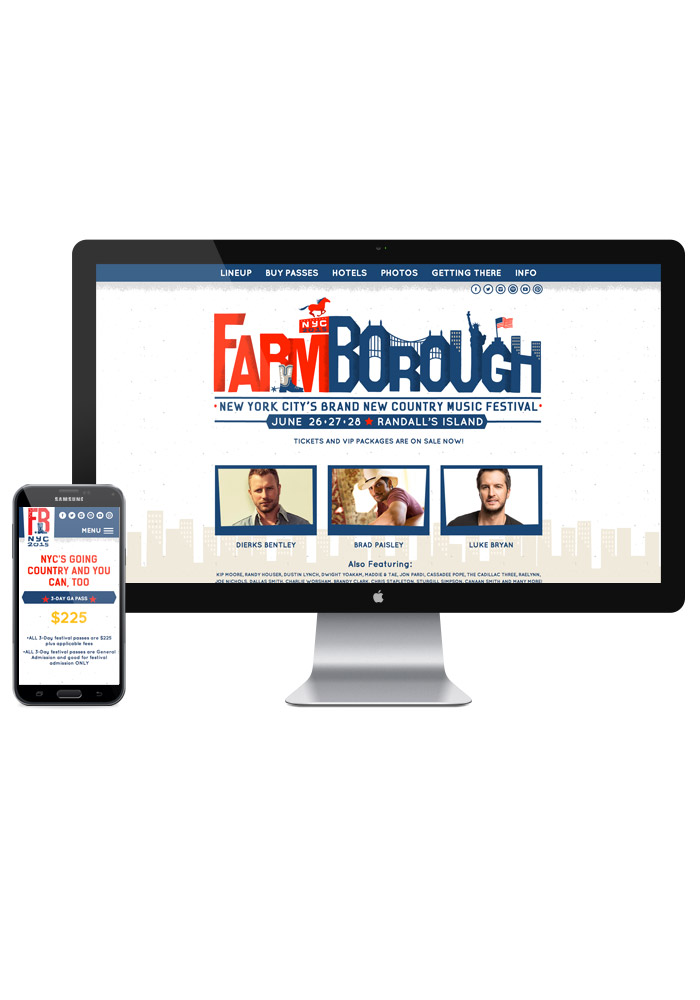 LINEUP BUY PASSES HOTELS PHOTOS GETTING THERE INFO
NYC
FARMBOROUGH
•NEW YORK CITY'S BRAND NEW COUNTRY MUSIC FESTIVAL•
JUNE 26•27•28 ★ RANDALL'S ISLAND
TICKETS AND VIP PACKAGES ARE ON SALE NOW!
DIERKS BENTLEY BRAD PAISLEY LUKE BRYAN
Also Featuring:
KIP MOORE, RANDY HOUSER, DUSTIN LYNCH, DWIGHT YOAKAM, MADDIE & TAE, JON PARDI, CASSADEE POPE, THE CADILLAC THREE, RAELYNN,
JOE NICHOLS, DALLAS SMITH, CHARLIE WORSHAM, BRANDY CLARK, CHRIS STAPLETON, STURGILL SIMPSON, CANAAN SMITH AND MANY MORE!
SAMSUNG
FB
NYC
2015
MENU
NYC'S GOING
COUNTRY AND YOU
CAN, TOO
★ 3-DAY GA PASS ★
$225
•ALL 3-Day festival passes are $225
plus applicable fees
•ALL 3-Day festival passes are General
Admission and good for festival
admission ONLY